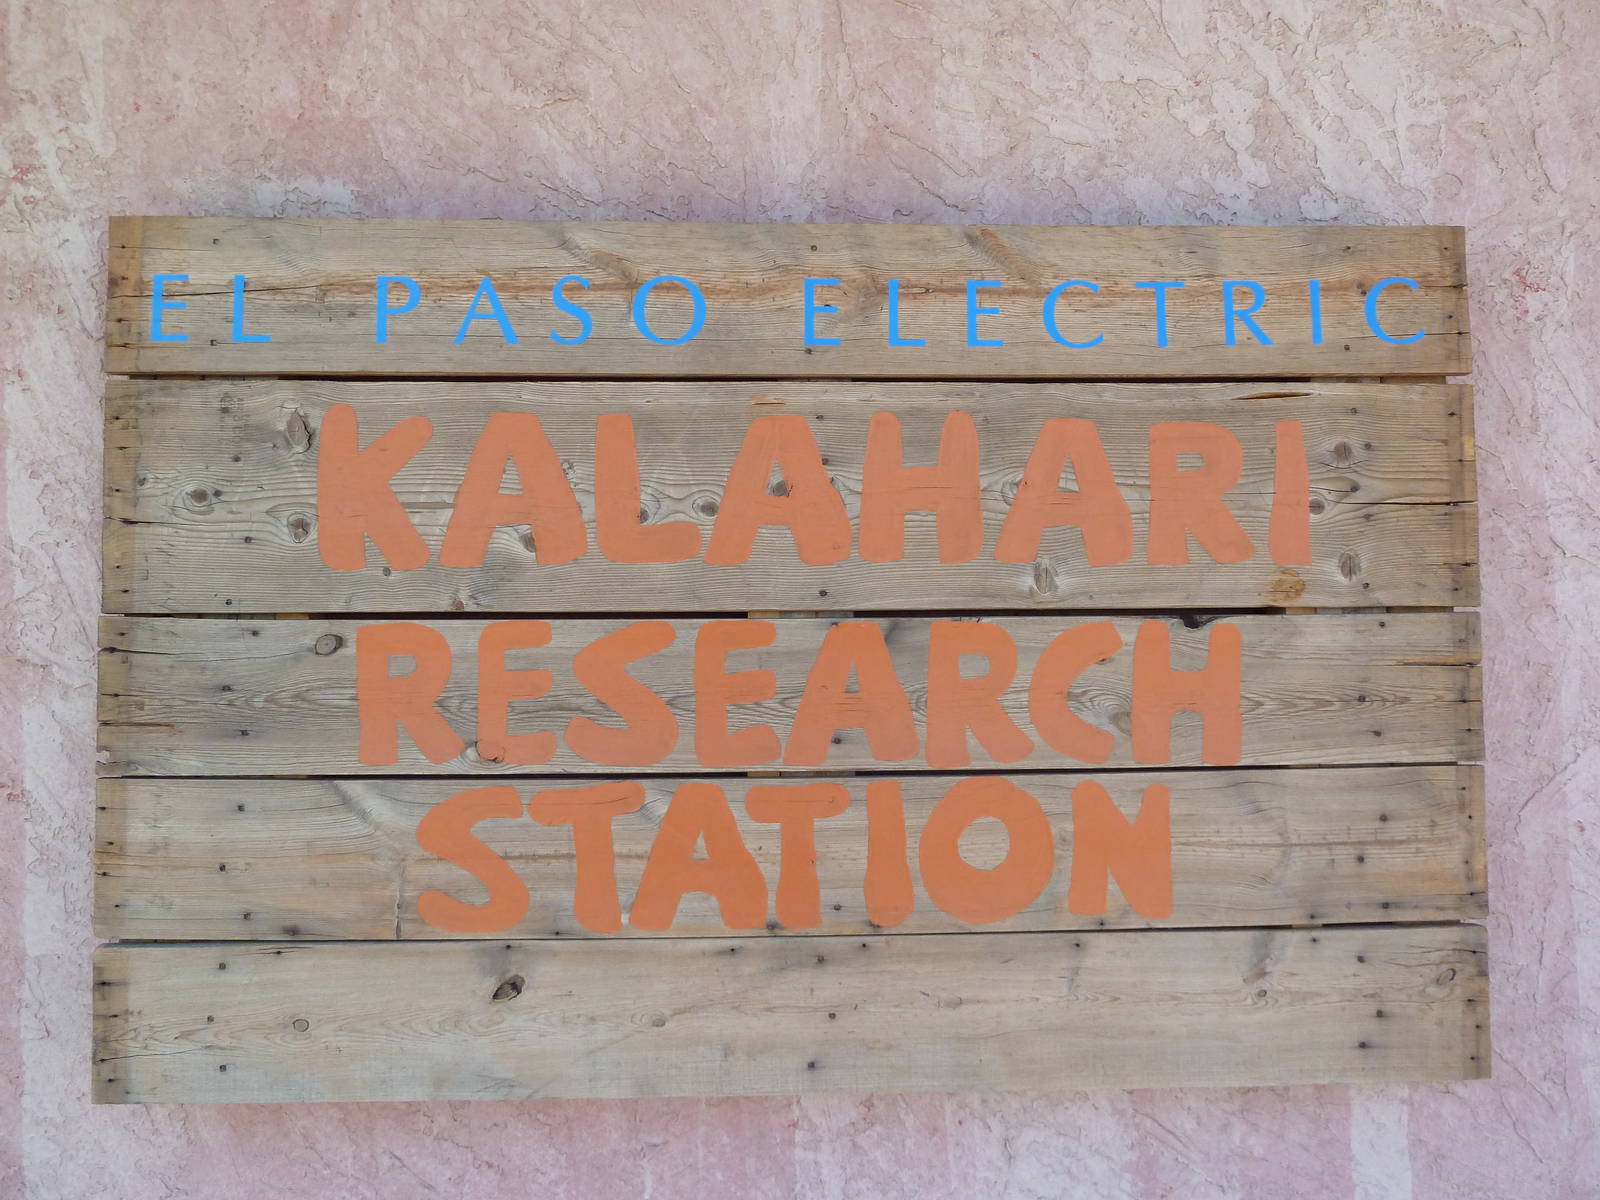 EL PASO ELECTRIC
KALAHARI
RESEARCH
STATION